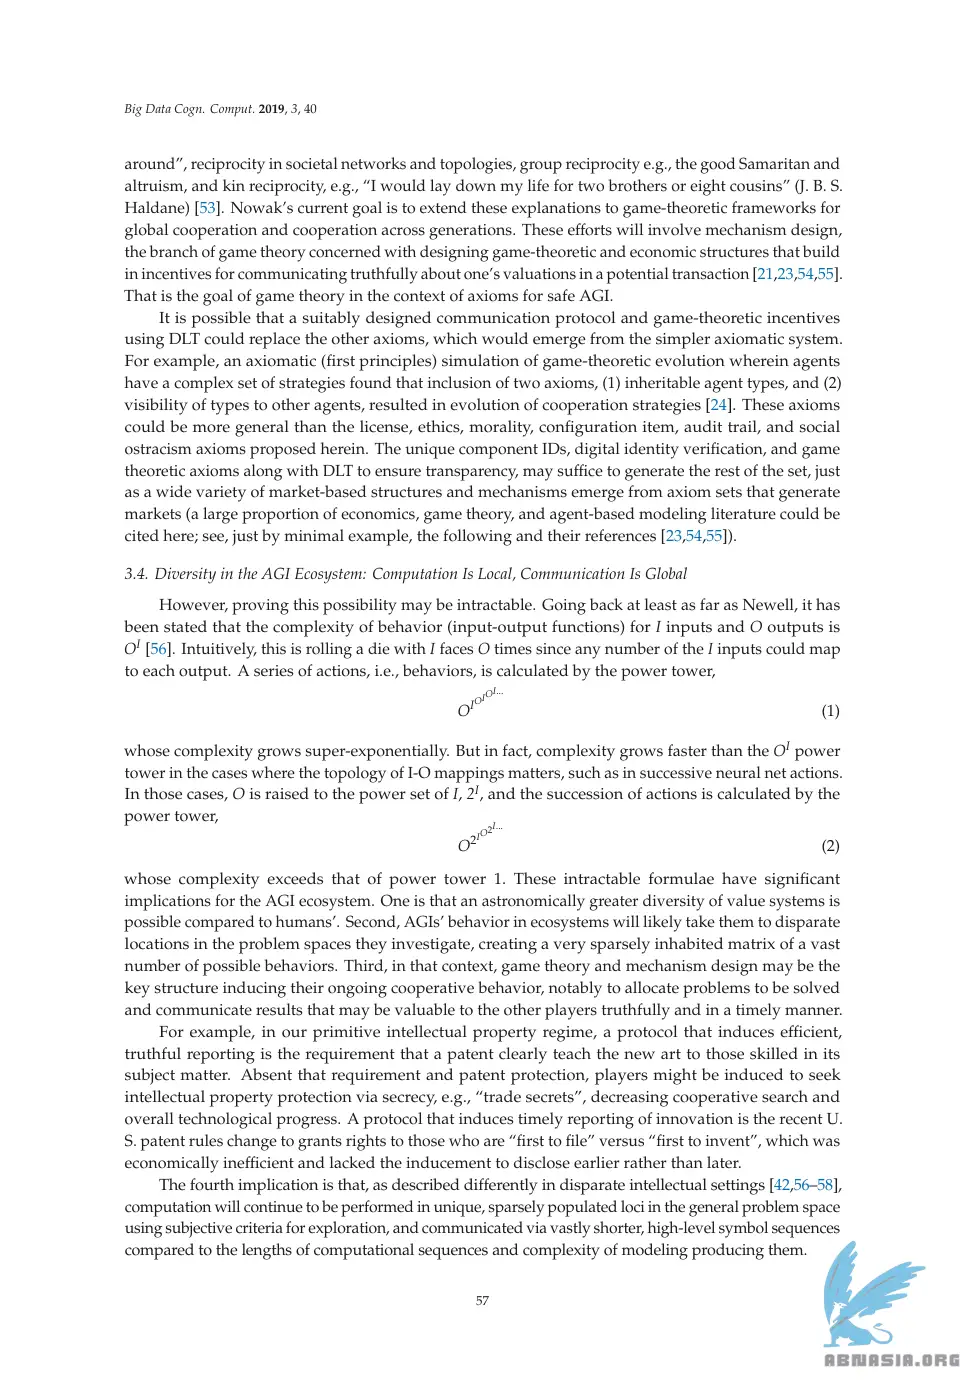 Big Data Cogn. Comput. 2019, 3, 40
around”, reciprocity in societal networks and topologies, group reciprocity e.g., the good Samaritan and
altruism, and kin reciprocity, e.g., “I would lay down my life for two brothers or eight cousins” (J. B. S.
Haldane) [53]. Nowak’s current goal is to extend these explanations to game-theoretic frameworks for
global cooperation and cooperation across generations. These efforts will involve mechanism design,
the branch of game theory concerned with designing game-theoretic and economic structures that build
in incentives for communicating truthfully about one’s valuations in a potential transaction [21,23,54,55].
That is the goal of game theory in the context of axioms for safe AGI.
It is possible that a suitably designed communication protocol and game-theoretic incentives
using DLT could replace the other axioms, which would emerge from the simpler axiomatic system.
For example, an axiomatic (first principles) simulation of game-theoretic evolution wherein agents
have a complex set of strategies found that inclusion of two axioms, (1) inheritable agent types, and (2)
visibility of types to other agents, resulted in evolution of cooperation strategies [24]. These axioms
could be more general than the license, ethics, morality, configuration item, audit trail, and social
ostracism axioms proposed herein. The unique component IDs, digital identity verification, and game
theoretic axioms along with DLT to ensure transparency, may suffice to generate the rest of the set, just
as a wide variety of market-based structures and mechanisms emerge from axiom sets that generate
markets (a large proportion of economics, game theory, and agent-based modeling literature could be
cited here; see, just by minimal example, the following and their references [23,54,55]).
3.4. Diversity in the AGI Ecosystem: Computation Is Local, Communication Is Global
However, proving this possibility may be intractable. Going back at least as far as Newell, it has
been stated that the complexity of behavior (input-output functions) for I inputs and O outputs is
O^I [56]. Intuitively, this is rolling a die with I faces O times since any number of the I inputs could map
to each output. A series of actions, i.e., behaviors, is calculated by the power tower,
O^I^O^I^O^I^... (1)
whose complexity grows super-exponentially. But in fact, complexity grows faster than the O^I power
tower in the cases where the topology of I-O mappings matters, such as in successive neural net actions.
In those cases, O is raised to the power set of I, 2^I, and the succession of actions is calculated by the
power tower,
O^2^I^O^2^I^... (2)
whose complexity exceeds that of power tower 1. These intractable formulae have significant
implications for the AGI ecosystem. One is that an astronomically greater diversity of value systems is
possible compared to humans’. Second, AGIs’ behavior in ecosystems will likely take them to disparate
locations in the problem spaces they investigate, creating a very sparsely inhabited matrix of a vast
number of possible behaviors. Third, in that context, game theory and mechanism design may be the
key structure inducing their ongoing cooperative behavior, notably to allocate problems to be solved
and communicate results that may be valuable to the other players truthfully and in a timely manner.
For example, in our primitive intellectual property regime, a protocol that induces efficient,
truthful reporting is the requirement that a patent clearly teach the new art to those skilled in its
subject matter. Absent that requirement and patent protection, players might be induced to seek
intellectual property protection via secrecy, e.g., “trade secrets”, decreasing cooperative search and
overall technological progress. A protocol that induces timely reporting of innovation is the recent U.
S. patent rules change to grants rights to those who are “first to file” versus “first to invent”, which was
economically inefficient and lacked the inducement to disclose earlier rather than later.
The fourth implication is that, as described differently in disparate intellectual settings [42,56–58],
computation will continue to be performed in unique, sparsely populated loci in the general problem space
using subjective criteria for exploration, and communicated via vastly shorter, high-level symbol sequences
compared to the lengths of computational sequences and complexity of modeling producing them.
57
ABNASIA.ORG